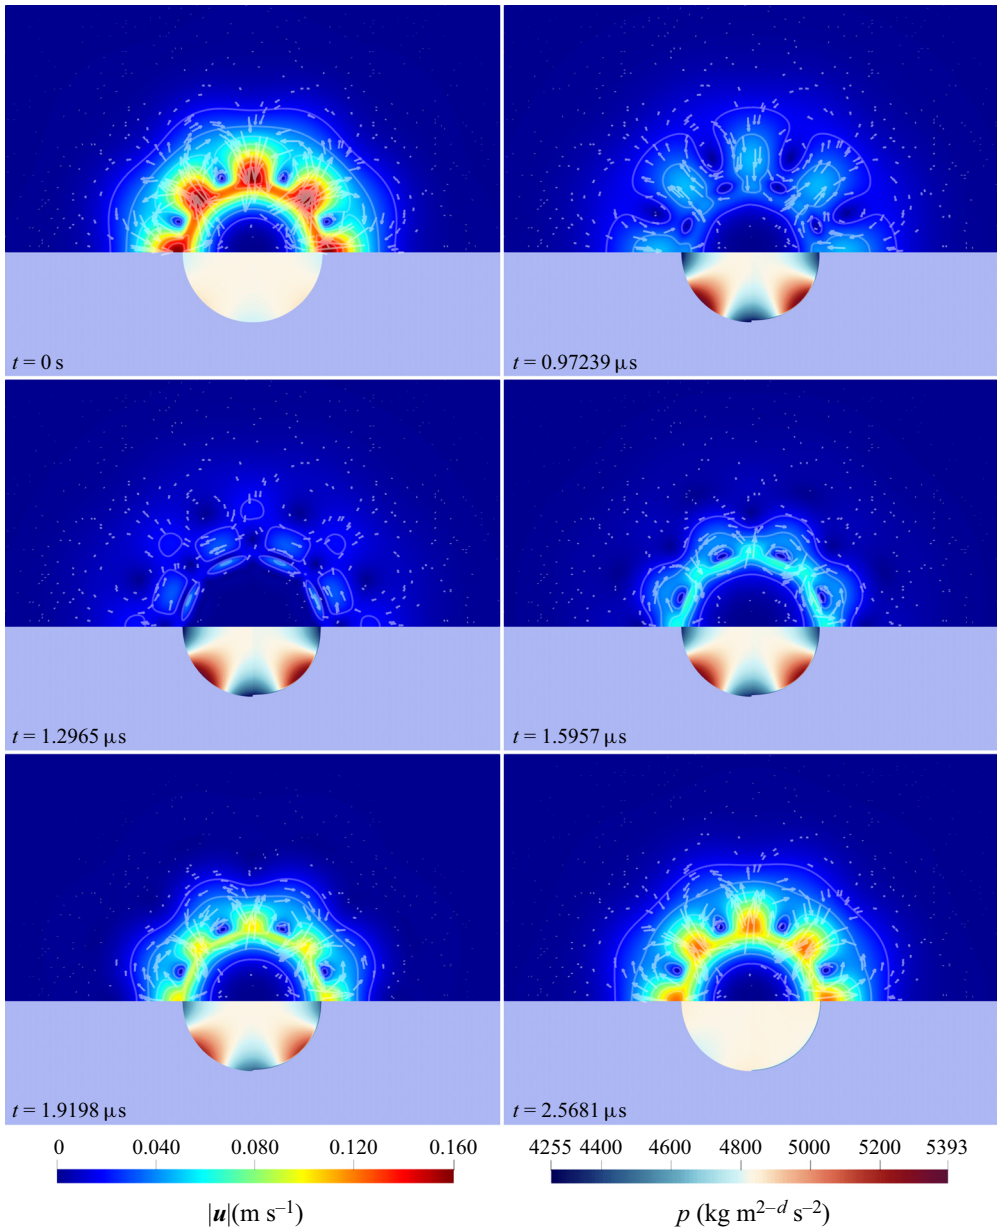 t = 0 s
t = 0.97239 μs
t = 1.2965 μs
t = 1.5957 μs
t = 1.9198 μs
t = 2.5681 μs
0 0.040 0.080 0.120 0.160
4255 4400 4600 4800 5000 5200 5393
|u|(m s⁻¹)
p (kg m²⁻ᵈ s⁻²)